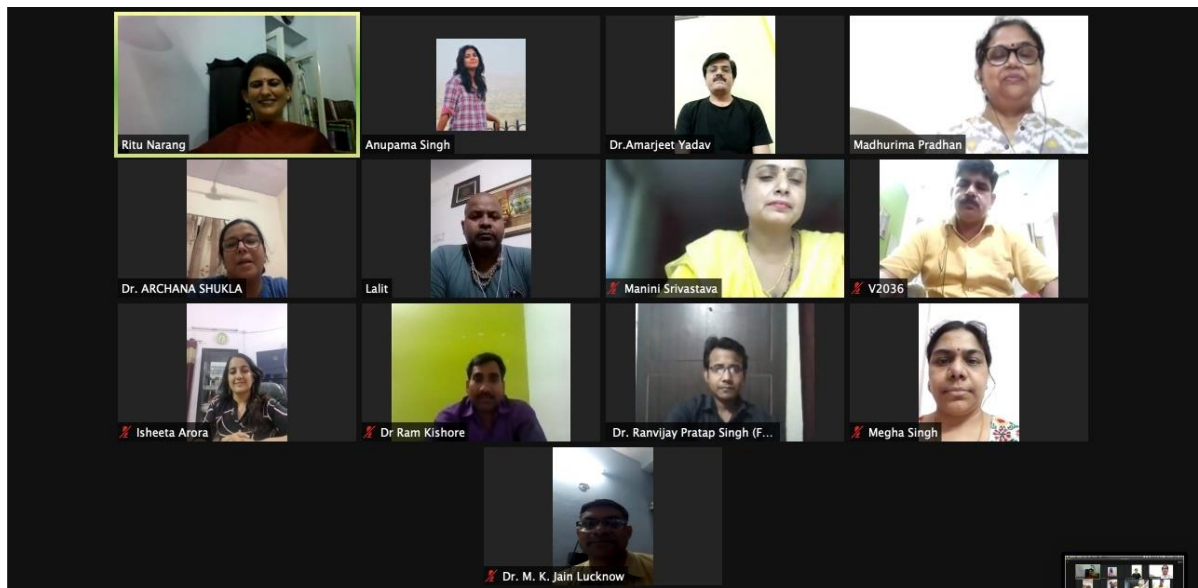 Ritu Narang
Anupama Singh
Dr.Amarjeet Yadav
Madhurima Pradhan
Dr. ARCHANA SHUKLA
Lalit
Manini Srivastava
V2036
Isheeta Arora
Dr Ram Kishore
Dr. Ranvijay Pratap Singh (F...
Megha Singh
Dr. M. K. Jain Lucknow